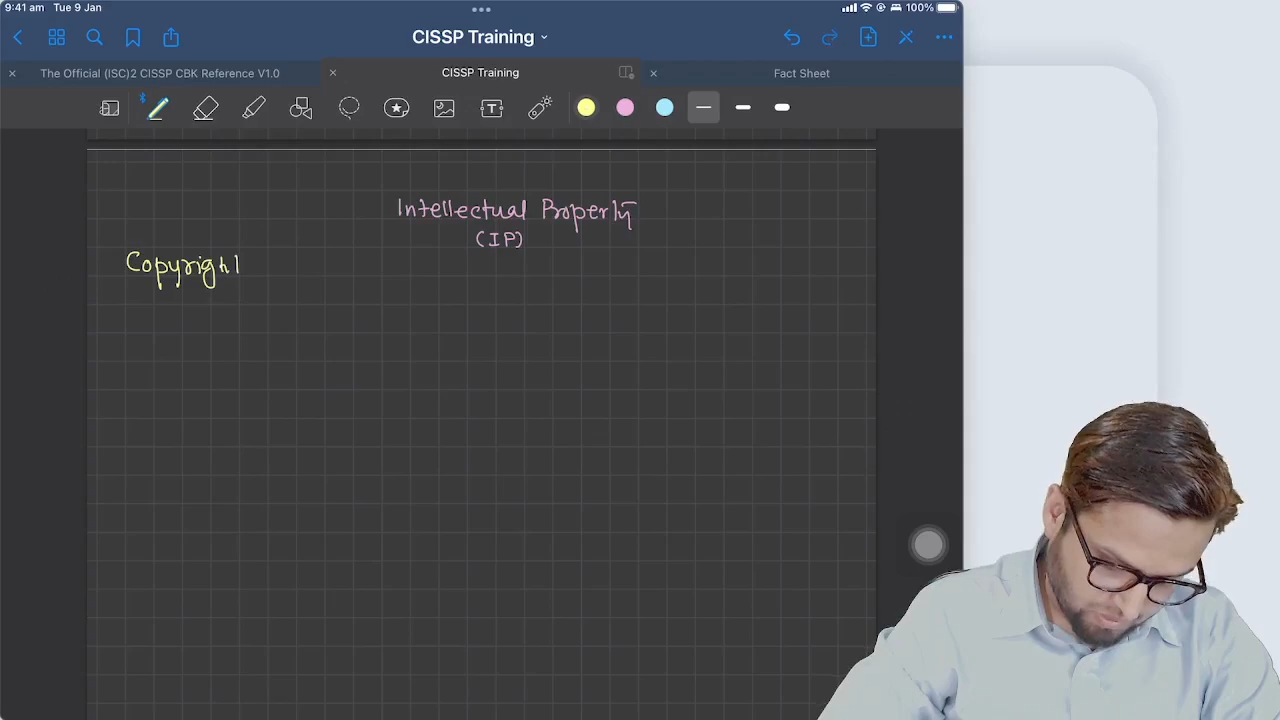 9:41 am Tue 9 Jan 100%
CISSP Training
The Official (ISC)2 CISSP CBK Reference V1.0 CISSP Training Fact Sheet
Intellectual Property
(IP)
Copyright